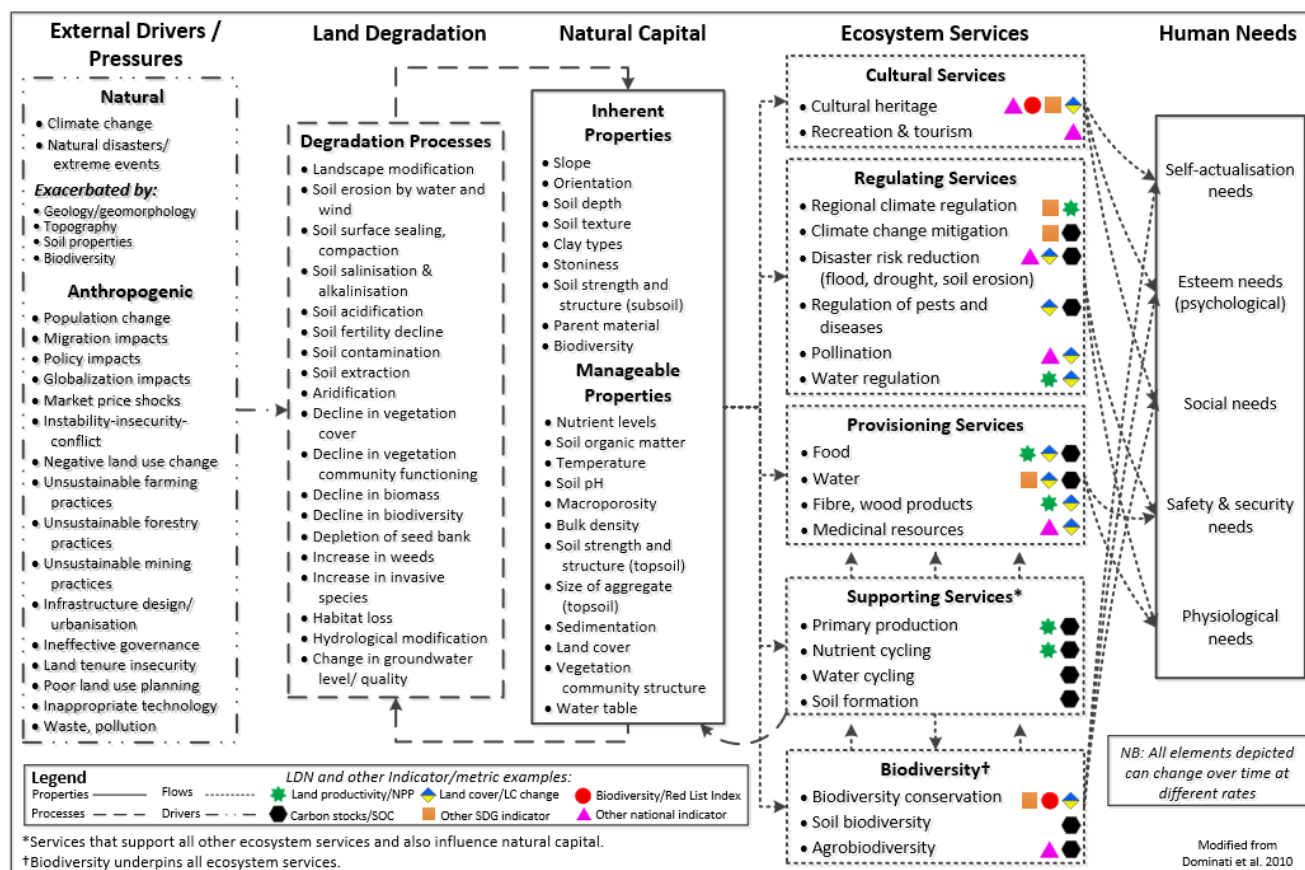 External Drivers /
Pressures
Natural
• Climate change
• Natural disasters/
extreme events
Exacerbated by:
• Geology/geomorphology
• Topography
• Soil properties
• Biodiversity
Anthropogenic
• Population change
• Migration impacts
• Policy impacts
• Globalization impacts
• Market price shocks
• Instability-insecurity-
conflict
• Negative land use change
• Unsustainable farming
practices
• Unsustainable forestry
practices
• Unsustainable mining
practices
• Infrastructure design/
urbanisation
• Ineffective governance
• Land tenure insecurity
• Poor land use planning
• Inappropriate technology
• Waste, pollution
Land Degradation
Degradation Processes
• Landscape modification
• Soil erosion by water and
wind
• Soil surface sealing,
compaction
• Soil salinisation &
alkalinisation
• Soil acidification
• Soil fertility decline
• Soil contamination
• Soil extraction
• Aridification
• Decline in vegetation
cover
• Decline in vegetation
community functioning
• Decline in biomass
• Decline in biodiversity
• Depletion of seed bank
• Increase in weeds
• Increase in invasive
species
• Habitat loss
• Hydrological modification
• Change in groundwater
level/ quality
Natural Capital
Inherent
Properties
• Slope
• Orientation
• Soil depth
• Soil texture
• Clay types
• Stoniness
• Soil strength and
structure (subsoil)
• Parent material
• Biodiversity
Manageable
Properties
• Nutrient levels
• Soil organic matter
• Temperature
• Soil pH
• Macroporosity
• Bulk density
• Soil strength and
structure (topsoil)
• Size of aggregate
(topsoil)
• Sedimentation
• Land cover
• Vegetation
community structure
• Water table
Ecosystem Services
Cultural Services
• Cultural heritage
• Recreation & tourism
Regulating Services
• Regional climate regulation
• Climate change mitigation
• Disaster risk reduction
(flood, drought, soil erosion)
• Regulation of pests and
diseases
• Pollination
• Water regulation
Provisioning Services
• Food
• Water
• Fibre, wood products
• Medicinal resources
Supporting Services*
• Primary production
• Nutrient cycling
• Water cycling
• Soil formation
Biodiversity†
• Biodiversity conservation
• Soil biodiversity
• Agrobiodiversity
Human Needs
Self-actualisation
needs
Esteem needs
(psychological)
Social needs
Safety & security
needs
Physiological
needs
NB: All elements depicted
can change over time at
different rates
Legend
Properties
Flows
Processes
Drivers
LDN and other Indicator/metric examples:
Land productivity/NPP
Land cover/LC change
Biodiversity/Red List Index
Carbon stocks/SOC
Other SDG indicator
Other national indicator
*Services that support all other ecosystem services and also influence natural capital.
†Biodiversity underpins all ecosystem services.
Modified from
Dominati et al. 2010